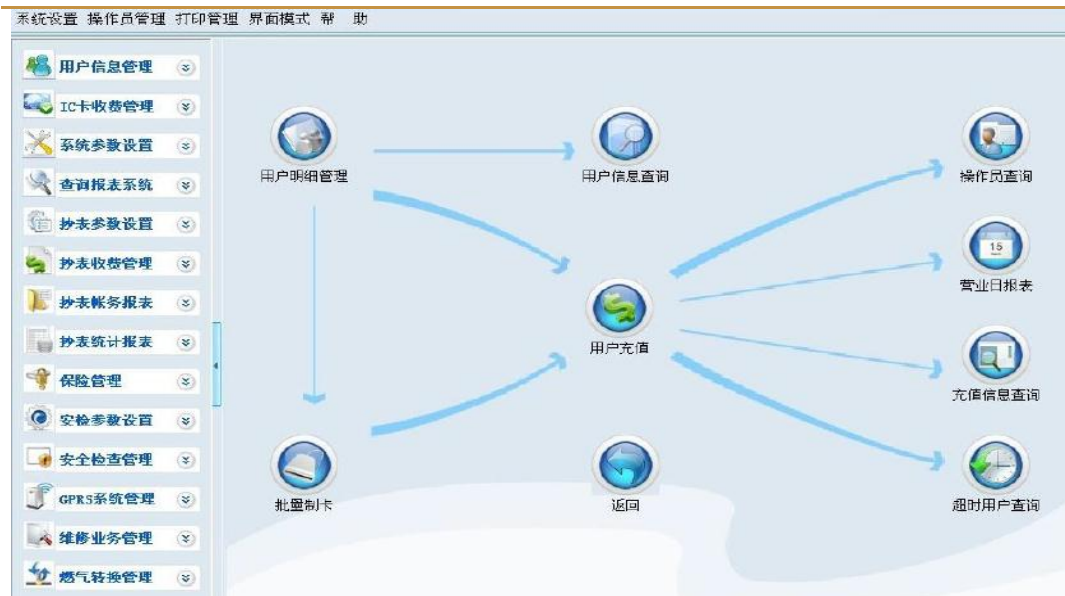 系统设置 操作员管理 打印管理 界面模式 帮 助
用户信息管理
IC卡收费管理
系统参数设置
查询报表系统
抄表参数设置
抄表收费管理
抄表帐务报表
抄表统计报表
保险管理
安检参数设置
安全检查管理
GPRS系统管理
维修业务管理
燃气转换管理
用户明细管理
用户信息查询
操作员查询
15
营业日报表
用户充值
充值信息查询
批量制卡
返回
超时用户查询